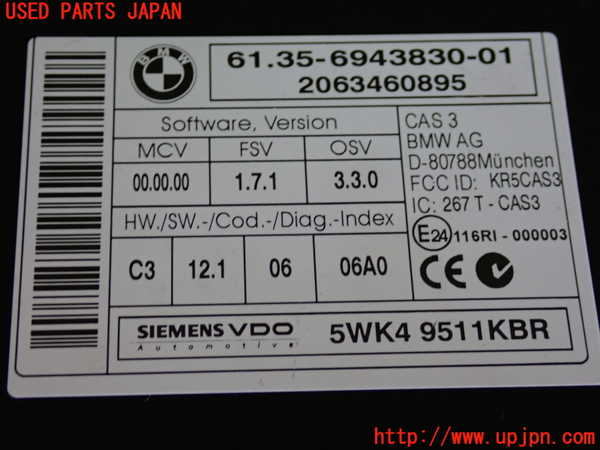 USED PARTS JAPAN
BMW
61.35-6943830-01
2063460895
Software, Version
MCV FSV OSV
00.00.00 1.7.1 3.3.0
HW./SW.-/Cod.-/Diag.-Index
C3 12.1 06 06A0
CAS 3
BMW AG
D-80788München
FCC ID: KR5CAS3
IC: 267 T - CAS3
E24 116RI - 000003
CE
SIEMENS VDO
Automotive
5WK4 9511KBR
http://www.upjpn.com/